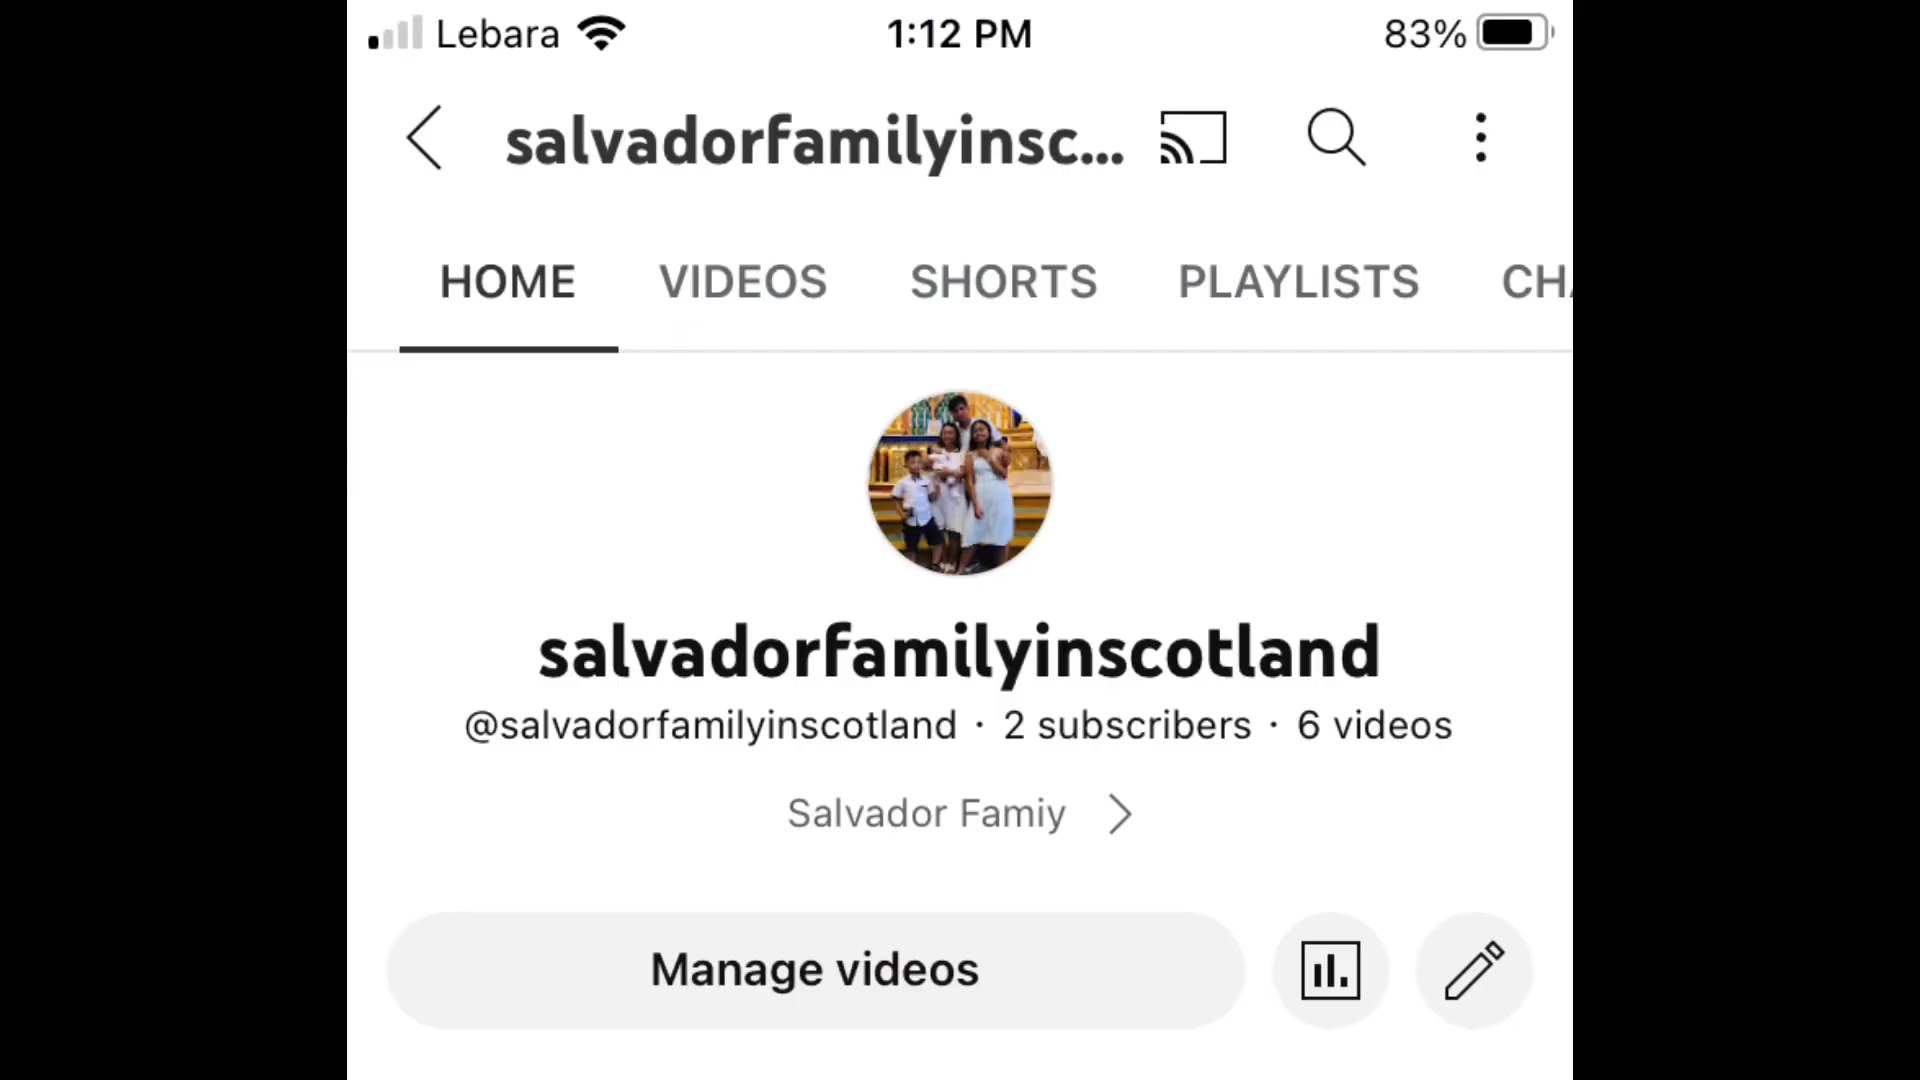 Lebara 1:12 PM 83%
salvadorfamilyinsc...
HOME VIDEOS SHORTS PLAYLISTS CH
salvadorfamilyinscotland
@salvadorfamilyinscotland · 2 subscribers · 6 videos
Salvador Famiy
Manage videos